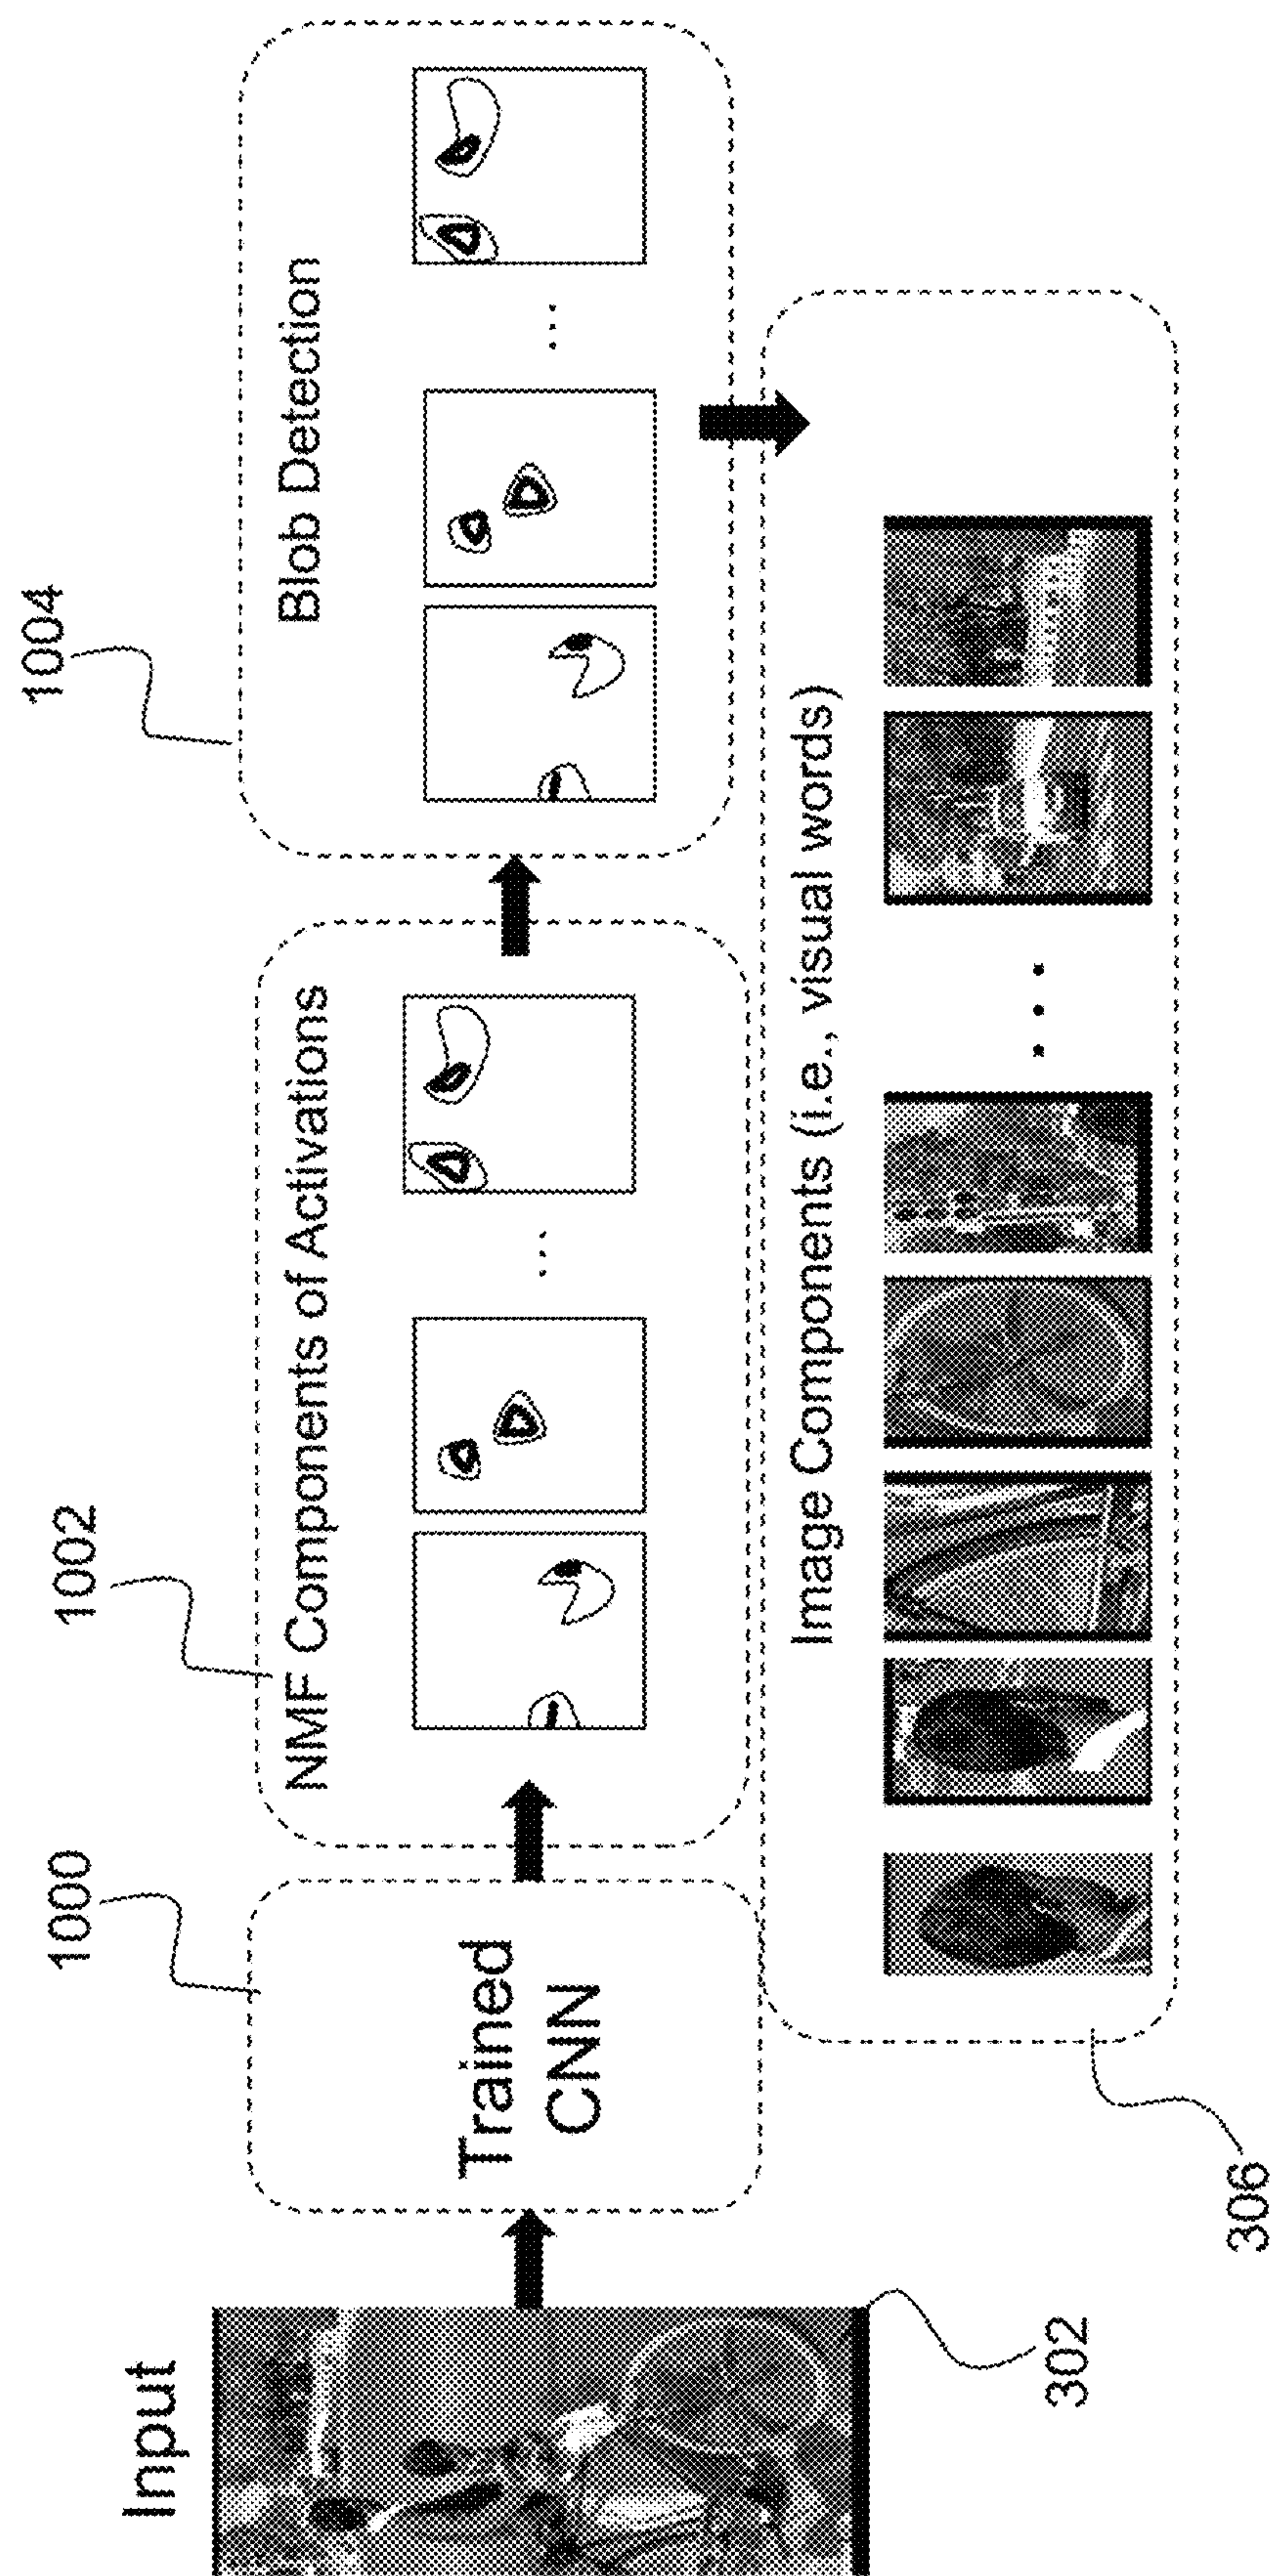 Input
302
Trained
CNN
1000
NMF Components of Activations
1002
...
Blob Detection
1004
...
Image Components (i.e., visual words)
...
306